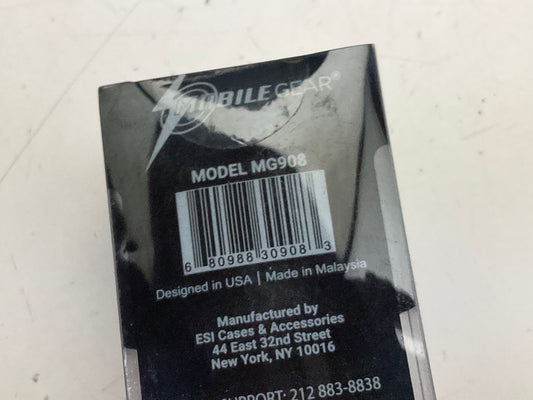 MOBILEGEAR®
MODEL MG908
6 80988 30908 3
Designed in USA | Made in Malaysia
Manufactured by
ESI Cases & Accessories
44 East 32nd Street
New York, NY 10016
SUPPORT: 212 883-8838